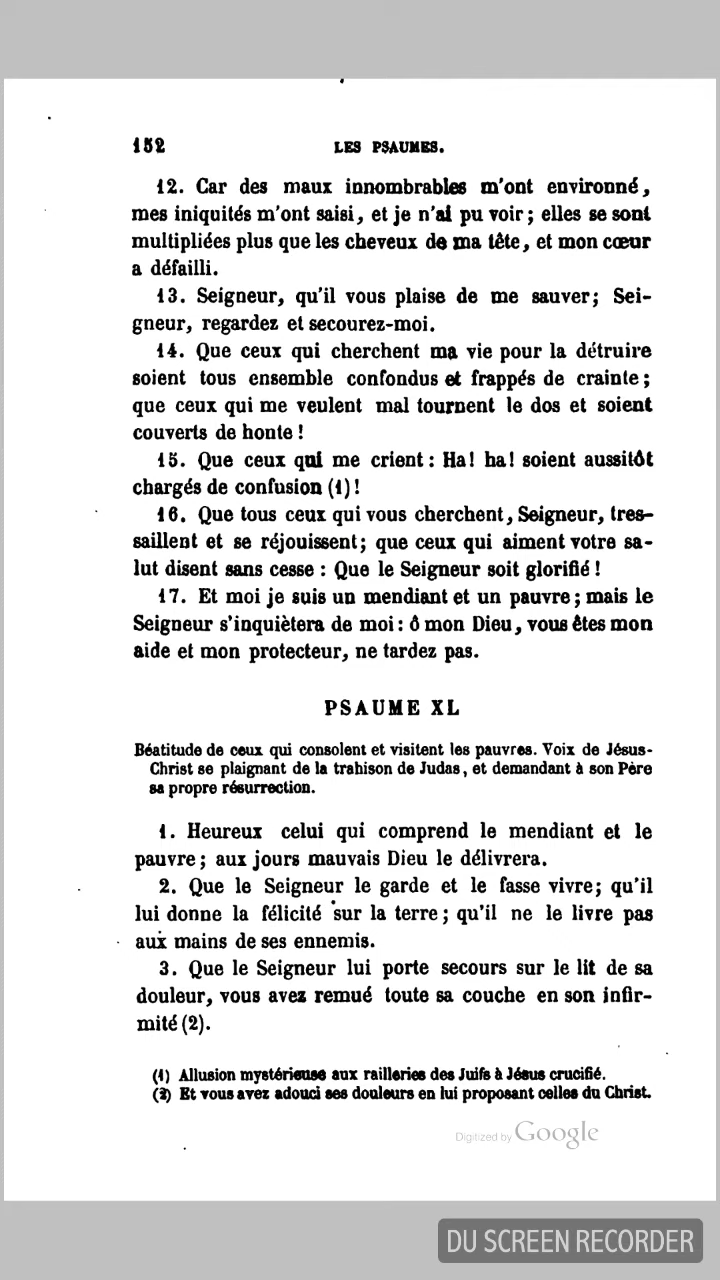 152 LES PSAUMES.
12. Car des maux innombrables m'ont environné,
mes iniquités m'ont saisi, et je n'ai pu voir; elles se sont
multipliées plus que les cheveux de ma tête, et mon cœur
a défailli.
13. Seigneur, qu'il vous plaise de me sauver; Sei-
gneur, regardez et secourez-moi.
14. Que ceux qui cherchent ma vie pour la détruire
soient tous ensemble confondus et frappés de crainte;
que ceux qui me veulent mal tournent le dos et soient
couverts de honte!
15. Que ceux qui me crient: Ha! ha! soient aussitôt
chargés de confusion (1)!
16. Que tous ceux qui vous cherchent, Seigneur, tres-
saillent et se réjouissent; que ceux qui aiment votre sa-
lut disent sans cesse : Que le Seigneur soit glorifié!
17. Et moi je suis un mendiant et un pauvre; mais le
Seigneur s'inquiètera de moi: ô mon Dieu, vous êtes mon
aide et mon protecteur, ne tardez pas.
PSAUME XL
Béatitude de ceux qui consolent et visitent les pauvres. Voix de Jésus-
Christ se plaignant de la trahison de Judas, et demandant à son Père
sa propre résurrection.
1. Heureux celui qui comprend le mendiant et le
pauvre; aux jours mauvais Dieu le délivrera.
2. Que le Seigneur le garde et le fasse vivre; qu'il
lui donne la félicité sur la terre; qu'il ne le livre pas
aux mains de ses ennemis.
3. Que le Seigneur lui porte secours sur le lit de sa
douleur, vous avez remué toute sa couche en son infir-
mité (2).
(1) Allusion mystérieuse aux railleries des Juifs à Jésus crucifié.
(2) Et vous avez adouci ses douleurs en lui proposant celles du Christ.
Digitized by Google
DU SCREEN RECORDER